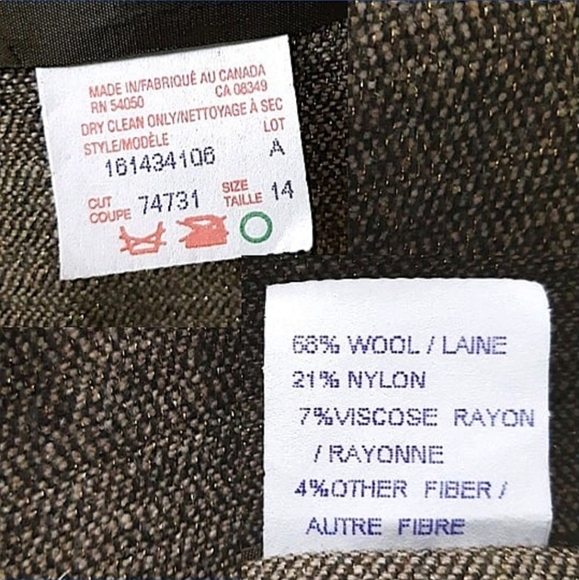 MADE IN/FABRIQUÉ AU CANADA
RN 54050 CA 08349
DRY CLEAN ONLY/NETTOYAGE À SEC
STYLE/MODÈLE LOT
161434106 A
CUT COUPE 74731 SIZE TAILLE 14
68% WOOL / LAINE
21% NYLON
7%VISCOSE RAYON
/ RAYONNE
4%OTHER FIBER /
AUTRE FIBRE